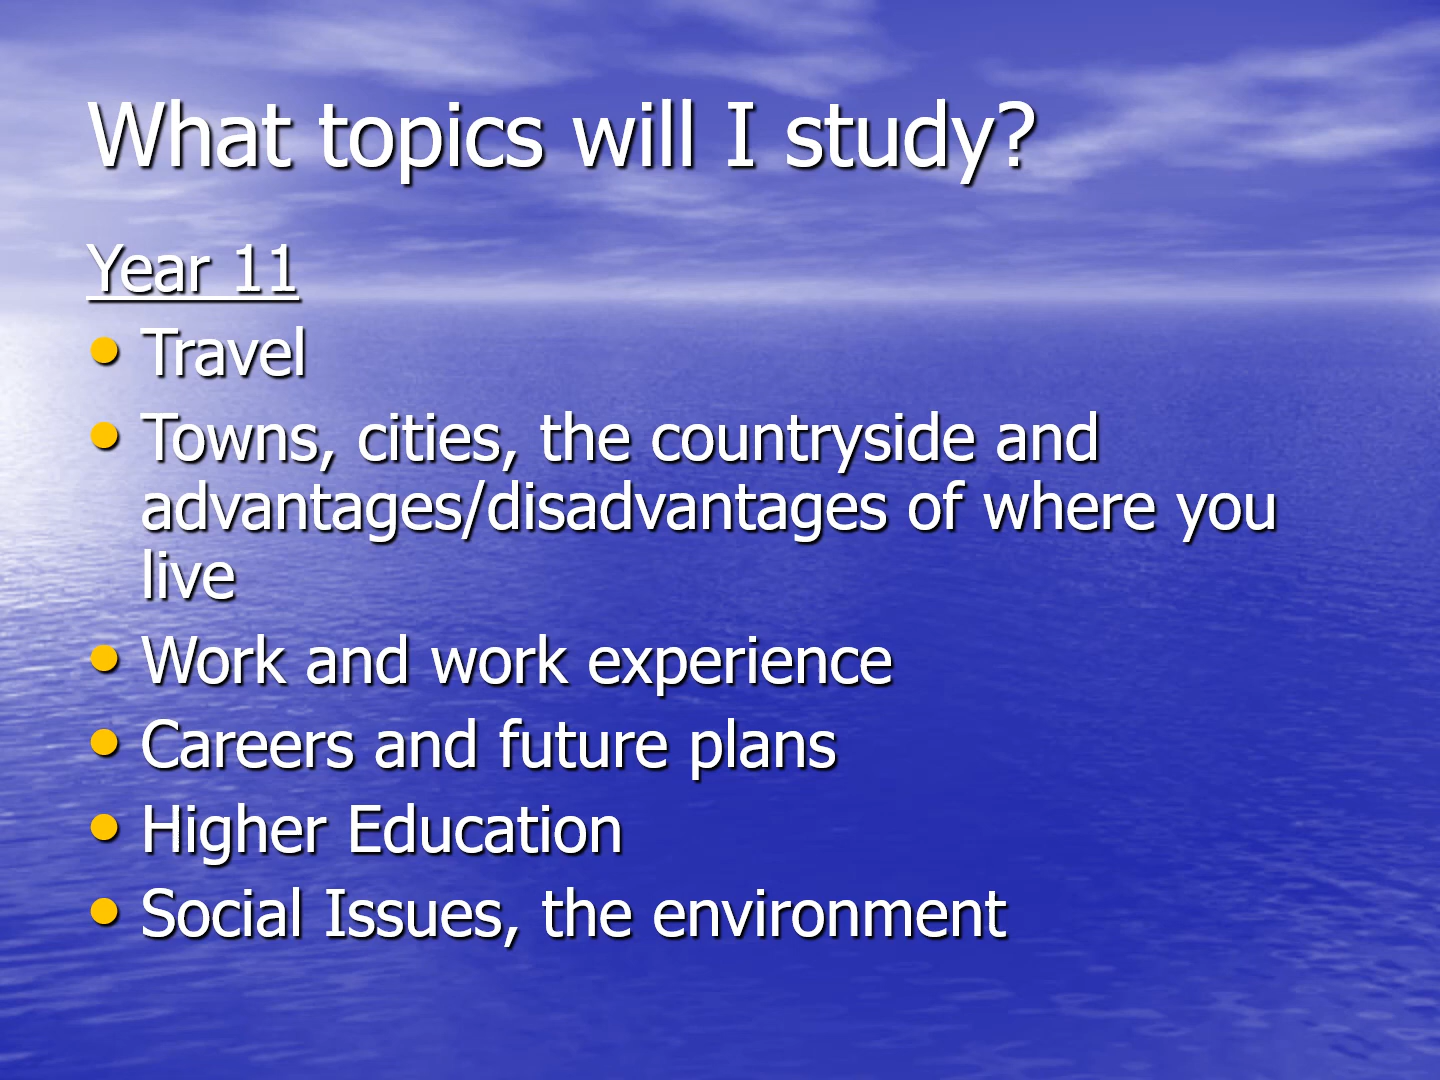 What topics will I study?
Year 11
• Travel
• Towns, cities, the countryside and
advantages/disadvantages of where you
live
• Work and work experience
• Careers and future plans
• Higher Education
• Social Issues, the environment